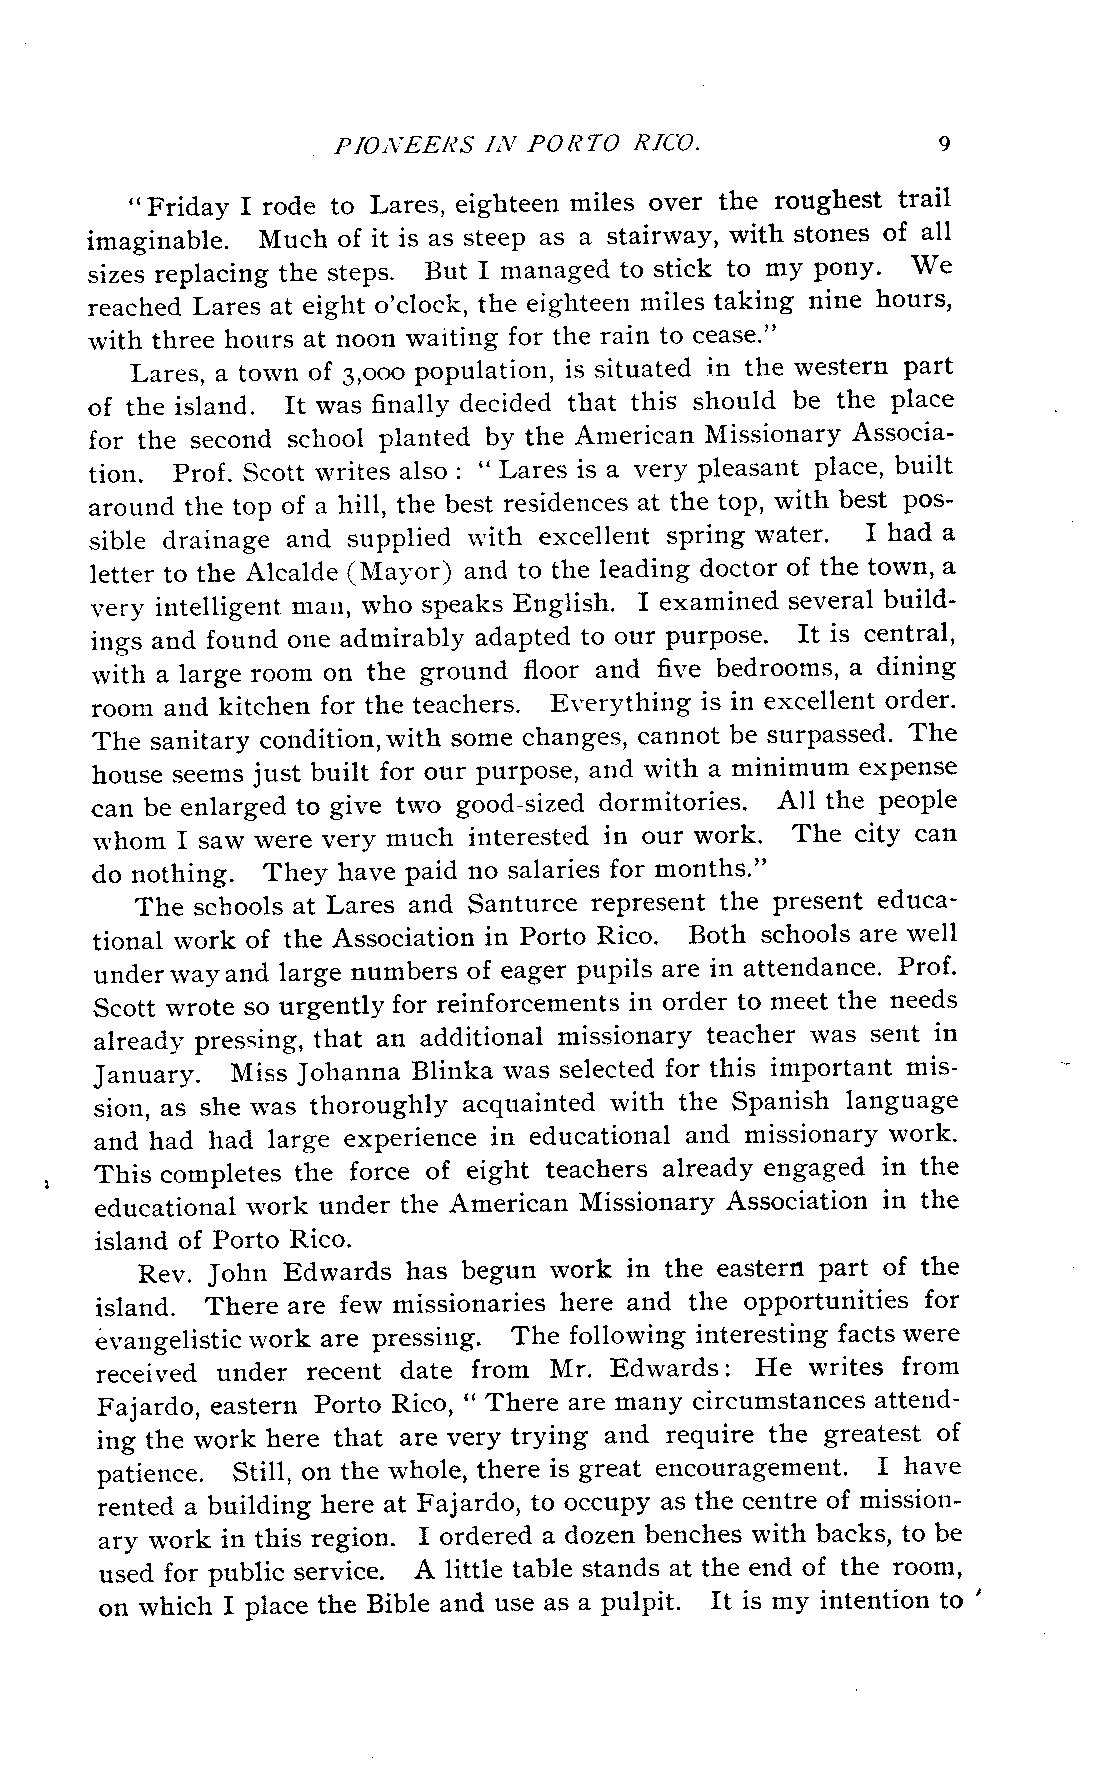 PIONEERS IN PORTO RICO. 9
"Friday I rode to Lares, eighteen miles over the roughest trail
imaginable. Much of it is as steep as a stairway, with stones of all
sizes replacing the steps. But I managed to stick to my pony. We
reached Lares at eight o'clock, the eighteen miles taking nine hours,
with three hours at noon waiting for the rain to cease."
Lares, a town of 3,000 population, is situated in the western part
of the island. It was finally decided that this should be the place
for the second school planted by the American Missionary Associa-
tion. Prof. Scott writes also: "Lares is a very pleasant place, built
around the top of a hill, the best residences at the top, with best pos-
sible drainage and supplied with excellent spring water. I had a
letter to the Alcalde (Mayor) and to the leading doctor of the town, a
very intelligent man, who speaks English. I examined several build-
ings and found one admirably adapted to our purpose. It is central,
with a large room on the ground floor and five bedrooms, a dining
room and kitchen for the teachers. Everything is in excellent order.
The sanitary condition, with some changes, cannot be surpassed. The
house seems just built for our purpose, and with a minimum expense
can be enlarged to give two good-sized dormitories. All the people
whom I saw were very much interested in our work. The city can
do nothing. They have paid no salaries for months."
The schools at Lares and Santurce represent the present educa-
tional work of the Association in Porto Rico. Both schools are well
under way and large numbers of eager pupils are in attendance. Prof.
Scott wrote so urgently for reinforcements in order to meet the needs
already pressing, that an additional missionary teacher was sent in
January. Miss Johanna Blinka was selected for this important mis-
sion, as she was thoroughly acquainted with the Spanish language
and had had large experience in educational and missionary work.
This completes the force of eight teachers already engaged in the
educational work under the American Missionary Association in the
island of Porto Rico.
Rev. John Edwards has begun work in the eastern part of the
island. There are few missionaries here and the opportunities for
evangelistic work are pressing. The following interesting facts were
received under recent date from Mr. Edwards: He writes from
Fajardo, eastern Porto Rico, "There are many circumstances attend-
ing the work here that are very trying and require the greatest of
patience. Still, on the whole, there is great encouragement. I have
rented a building here at Fajardo, to occupy as the centre of mission-
ary work in this region. I ordered a dozen benches with backs, to be
used for public service. A little table stands at the end of the room,
on which I place the Bible and use as a pulpit. It is my intention to